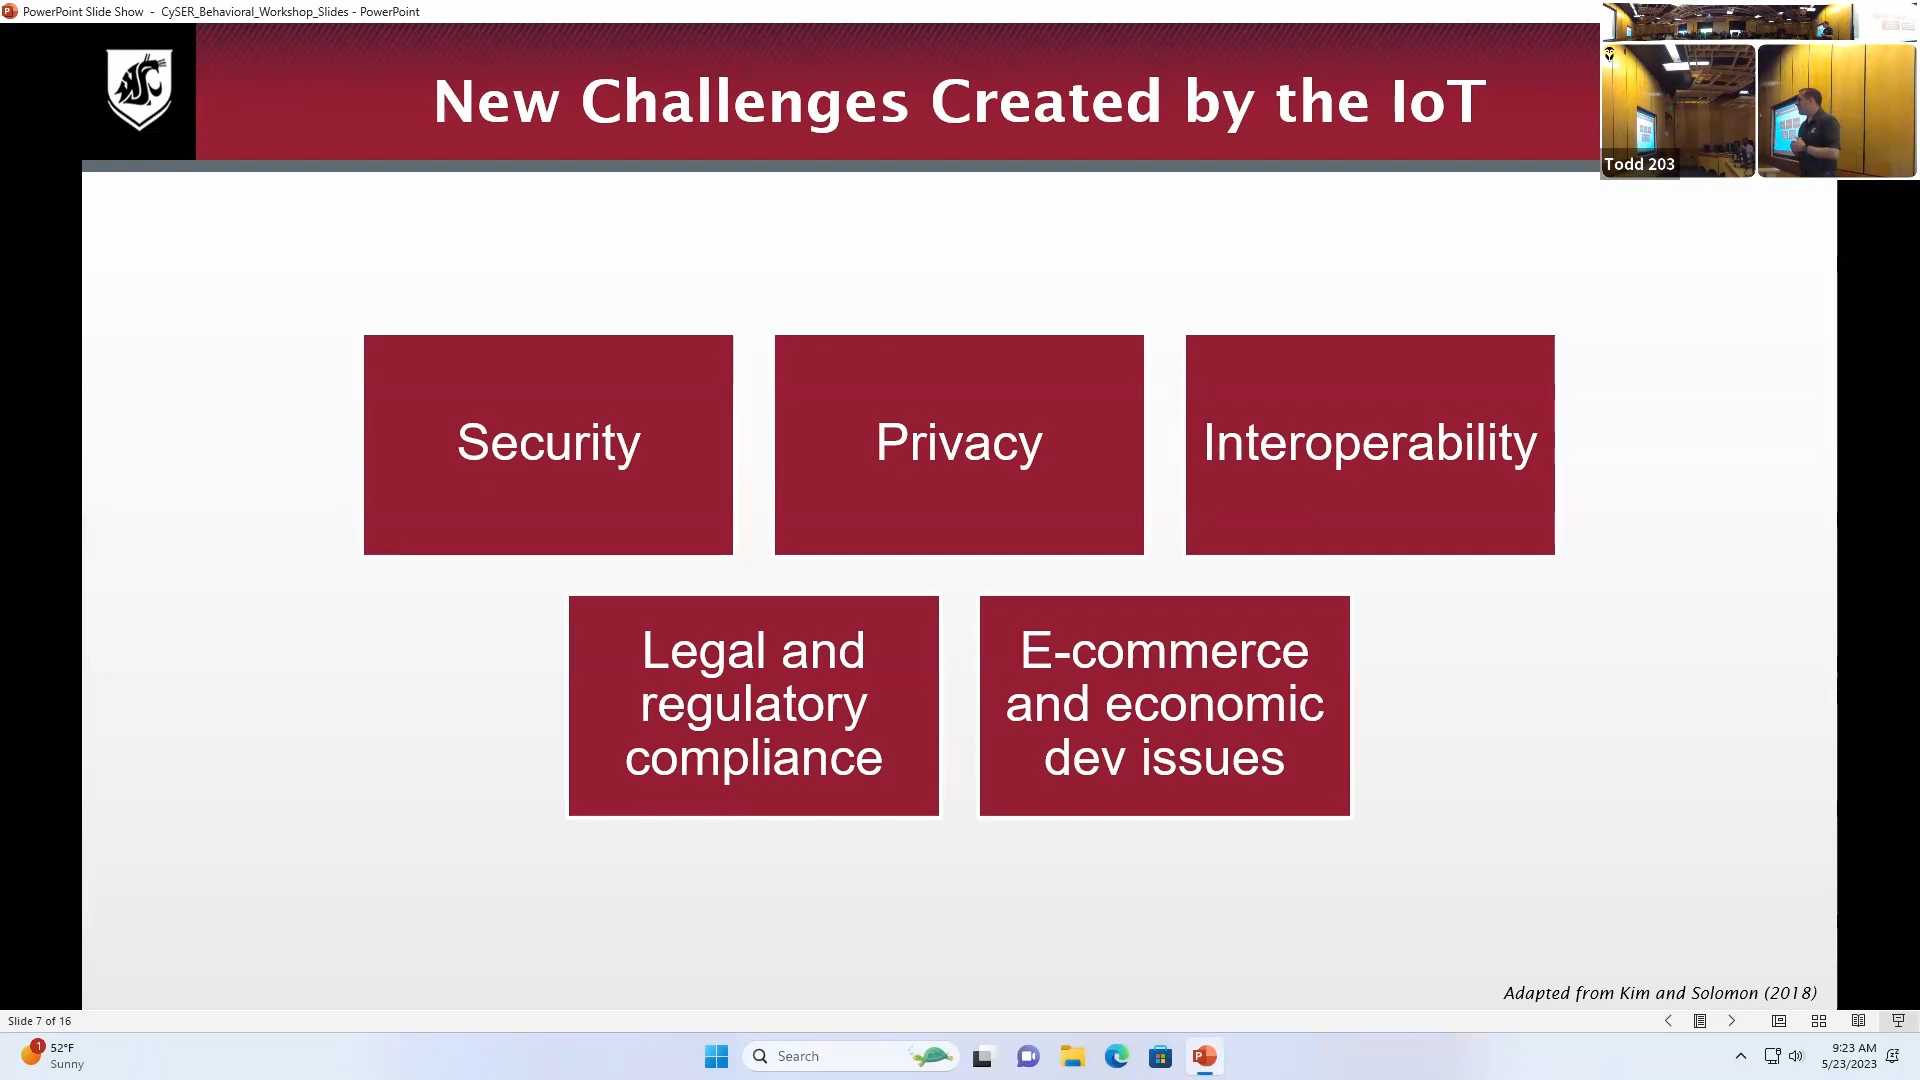 PowerPoint Slide Show - CySER_Behavioral_Workshop_Slides - PowerPoint
New Challenges Created by the IoT
Todd 203
Security
Privacy
Interoperability
Legal and
regulatory
compliance
E-commerce
and economic
dev issues
Adapted from Kim and Solomon (2018)
Slide 7 of 16
1
52°F
Sunny
Search
9:23 AM
5/23/2023